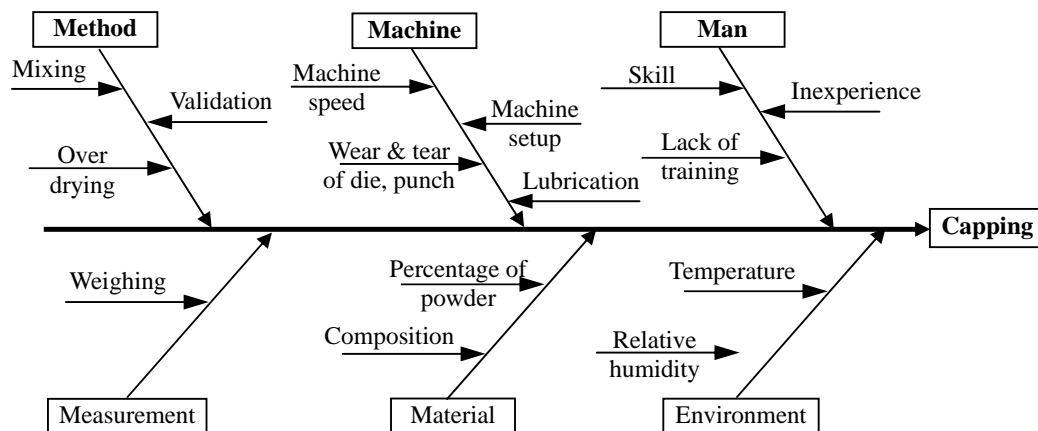 Method
Machine
Man
Mixing
Validation
Over
drying
Machine
speed
Machine
setup
Wear & tear
of die, punch
Lubrication
Skill
Inexperience
Lack of
training
Capping
Weighing
Percentage of
powder
Composition
Temperature
Relative
humidity
Measurement
Material
Environment